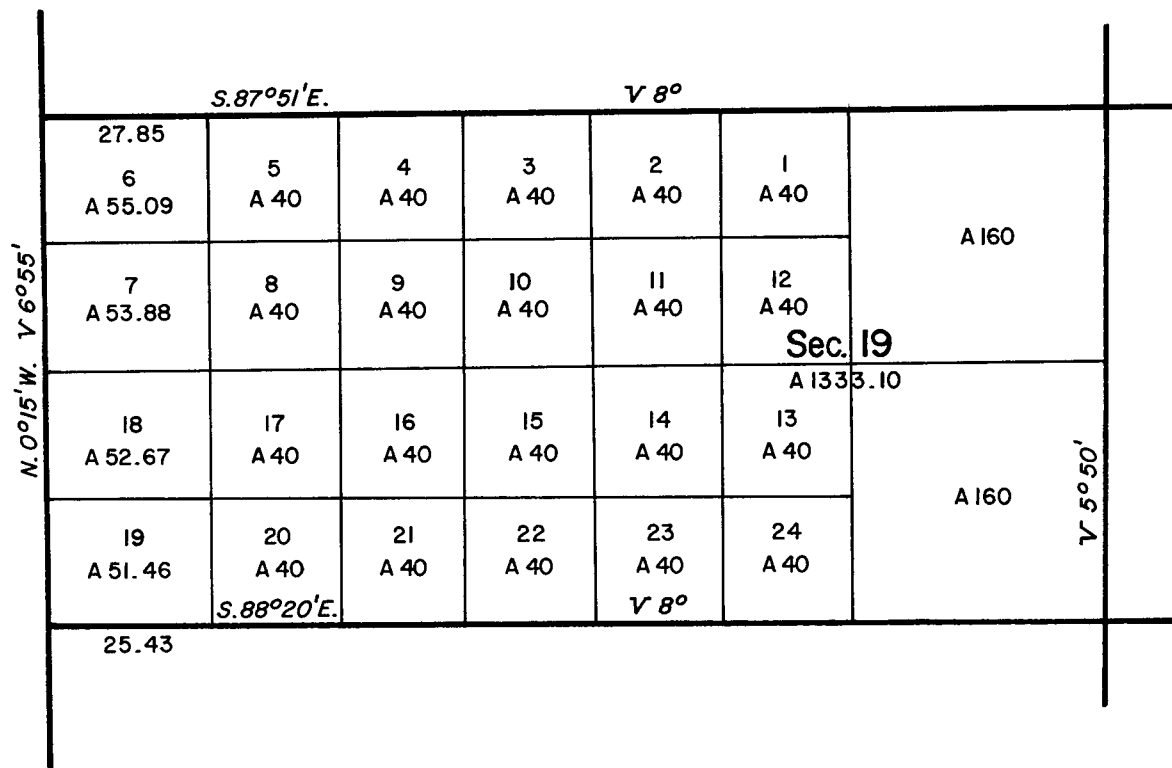 S.87°51'E. V 8°
27.85
6 5 4 3 2 1
A 55.09 A 40 A 40 A 40 A 40 A 40
A 160
N. 0°15'W. V 6°55'
7 8 9 10 11 12
A 53.88 A 40 A 40 A 40 A 40 A 40
Sec. 19
A 1333.10
18 17 16 15 14 13
A 52.67 A 40 A 40 A 40 A 40 A 40
A 160
V 5°50'
19 20 21 22 23 24
A 51.46 A 40 A 40 A 40 A 40 A 40
S.88°20'E. V 8°
25.43